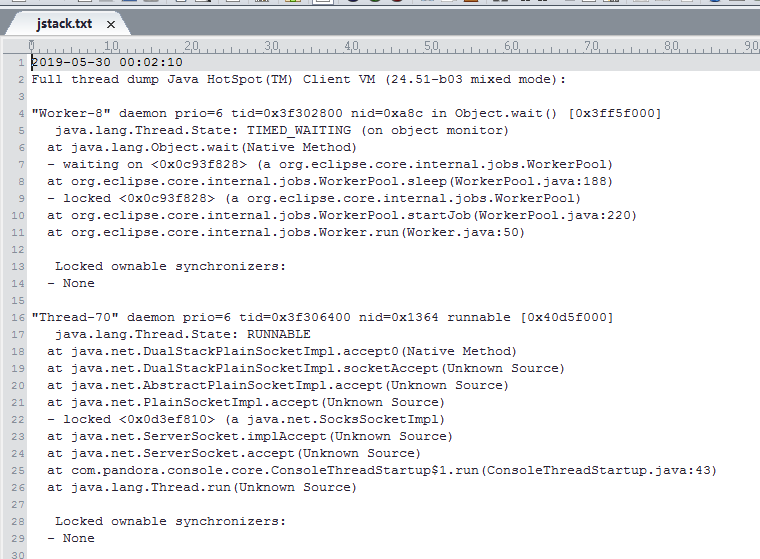 jstack.txt ×
0 10 20 30 40 50 60 70 80 90
1 2019-05-30 00:02:10
2 Full thread dump Java HotSpot(TM) Client VM (24.51-b03 mixed mode):
3
4 "Worker-8" daemon prio=6 tid=0x3f302800 nid=0xa8c in Object.wait() [0x3ff5f000]
5 java.lang.Thread.State: TIMED_WAITING (on object monitor)
6 at java.lang.Object.wait(Native Method)
7 - waiting on <0x0c93f828> (a org.eclipse.core.internal.jobs.WorkerPool)
8 at org.eclipse.core.internal.jobs.WorkerPool.sleep(WorkerPool.java:188)
9 - locked <0x0c93f828> (a org.eclipse.core.internal.jobs.WorkerPool)
10 at org.eclipse.core.internal.jobs.WorkerPool.startJob(WorkerPool.java:220)
11 at org.eclipse.core.internal.jobs.Worker.run(Worker.java:50)
12
13 Locked ownable synchronizers:
14 - None
15
16 "Thread-70" daemon prio=6 tid=0x3f306400 nid=0x1364 runnable [0x40d5f000]
17 java.lang.Thread.State: RUNNABLE
18 at java.net.DualStackPlainSocketImpl.accept0(Native Method)
19 at java.net.DualStackPlainSocketImpl.socketAccept(Unknown Source)
20 at java.net.AbstractPlainSocketImpl.accept(Unknown Source)
21 at java.net.PlainSocketImpl.accept(Unknown Source)
22 - locked <0x0d3ef810> (a java.net.SocksSocketImpl)
23 at java.net.ServerSocket.implAccept(Unknown Source)
24 at java.net.ServerSocket.accept(Unknown Source)
25 at com.pandora.console.core.ConsoleThreadStartup$1.run(ConsoleThreadStartup.java:43)
26 at java.lang.Thread.run(Unknown Source)
27
28 Locked ownable synchronizers:
29 - None
30